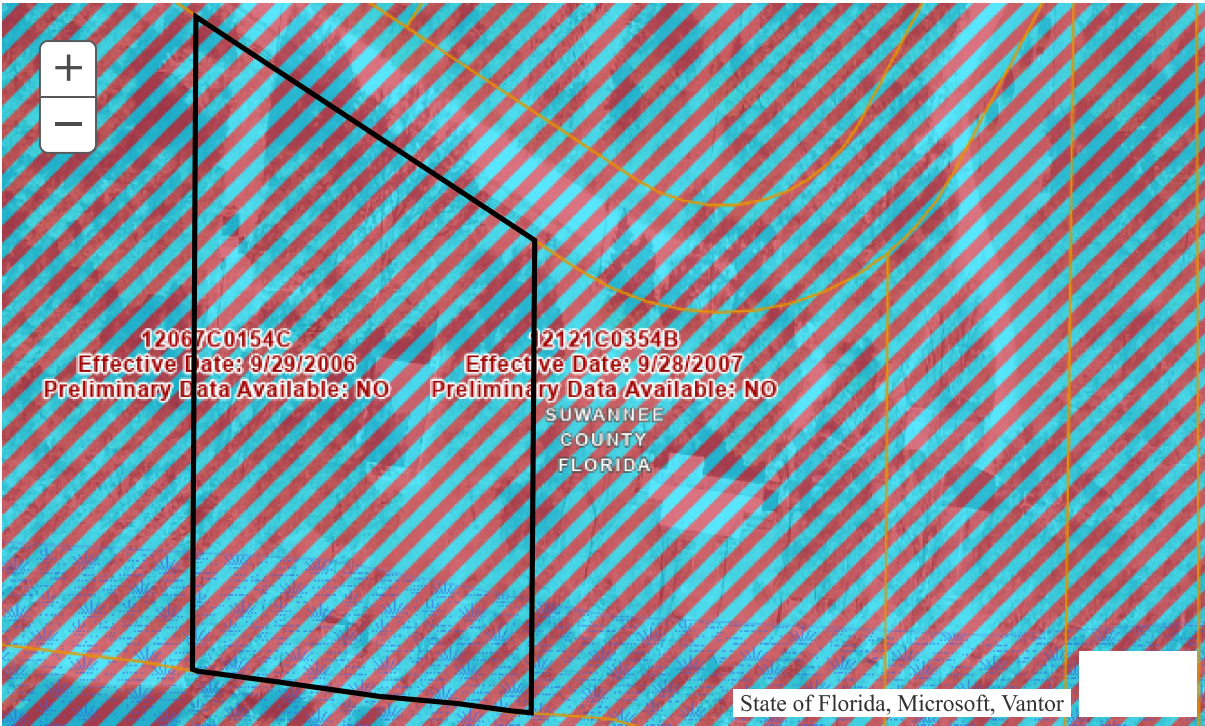 +
−
12067C0154C
Effective Date: 9/29/2006
Preliminary Data Available: NO
12121C0354B
Effective Date: 9/28/2007
Preliminary Data Available: NO
SUWANNEE
COUNTY
FLORIDA
State of Florida, Microsoft, Vantor